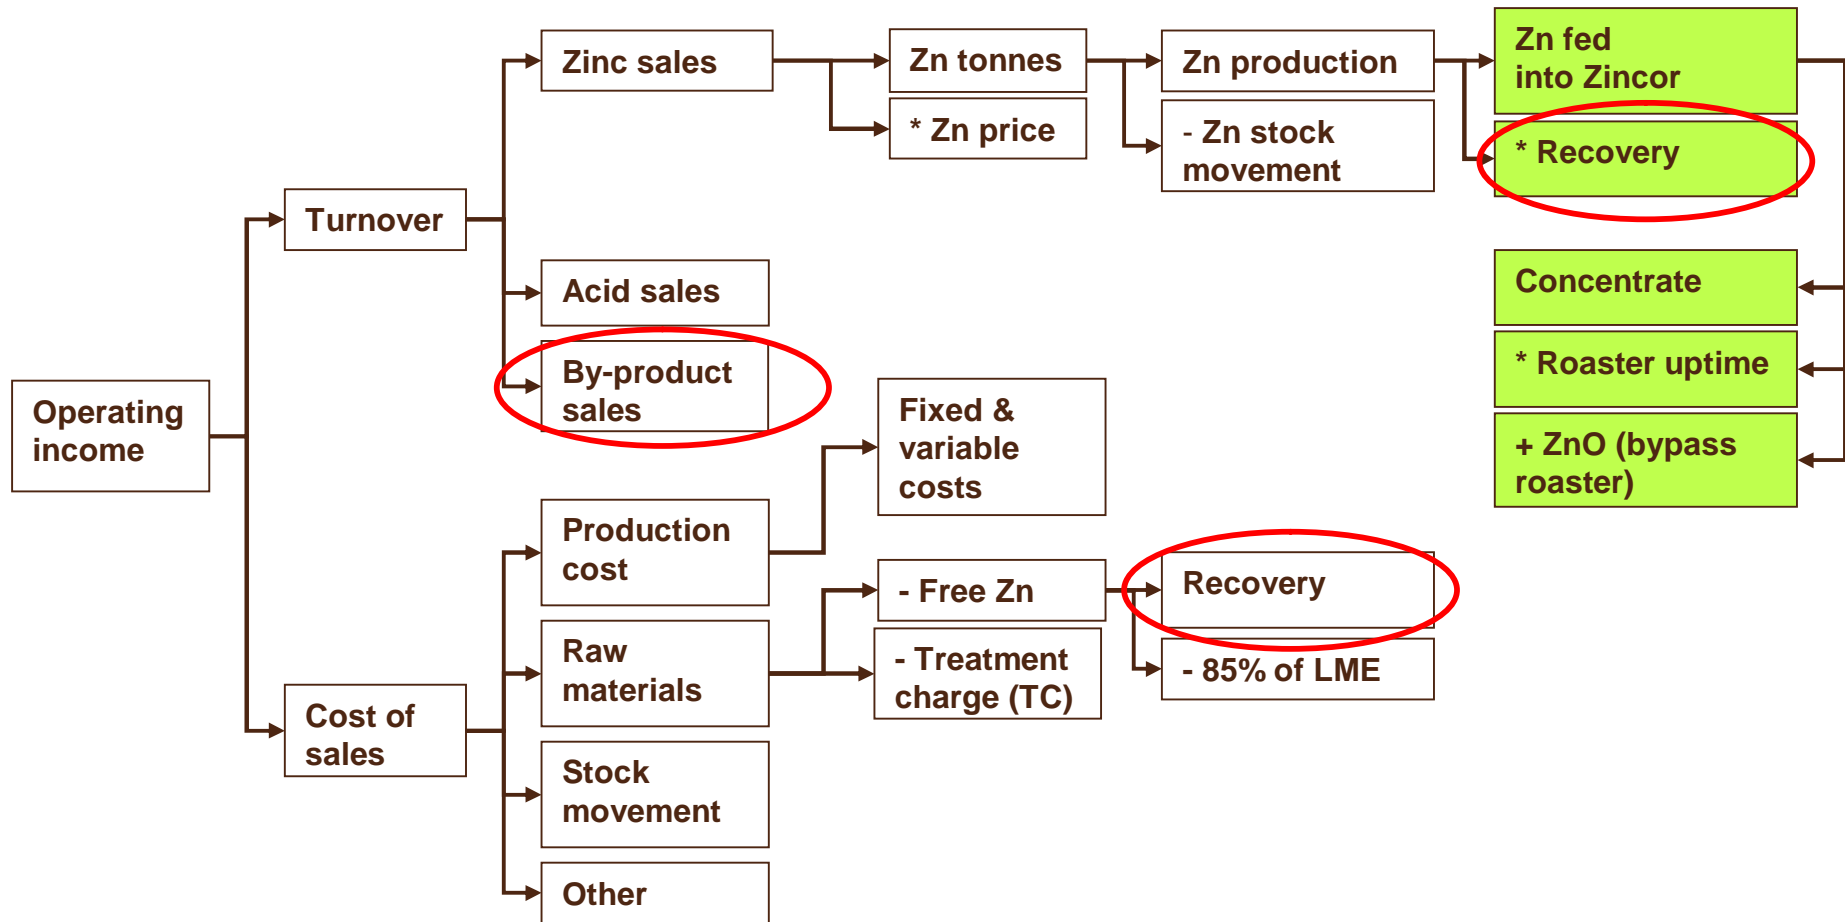 Operating
income
Turnover
Cost of
sales
Zinc sales
Acid sales
By-product
sales
Production
cost
Raw
materials
Stock
movement
Other
Zn tonnes
* Zn price
Fixed &
variable
costs
- Free Zn
- Treatment
charge (TC)
Zn production
- Zn stock
movement
Recovery
- 85% of LME
Zn fed
into Zincor
* Recovery
Concentrate
* Roaster uptime
+ ZnO (bypass
roaster)